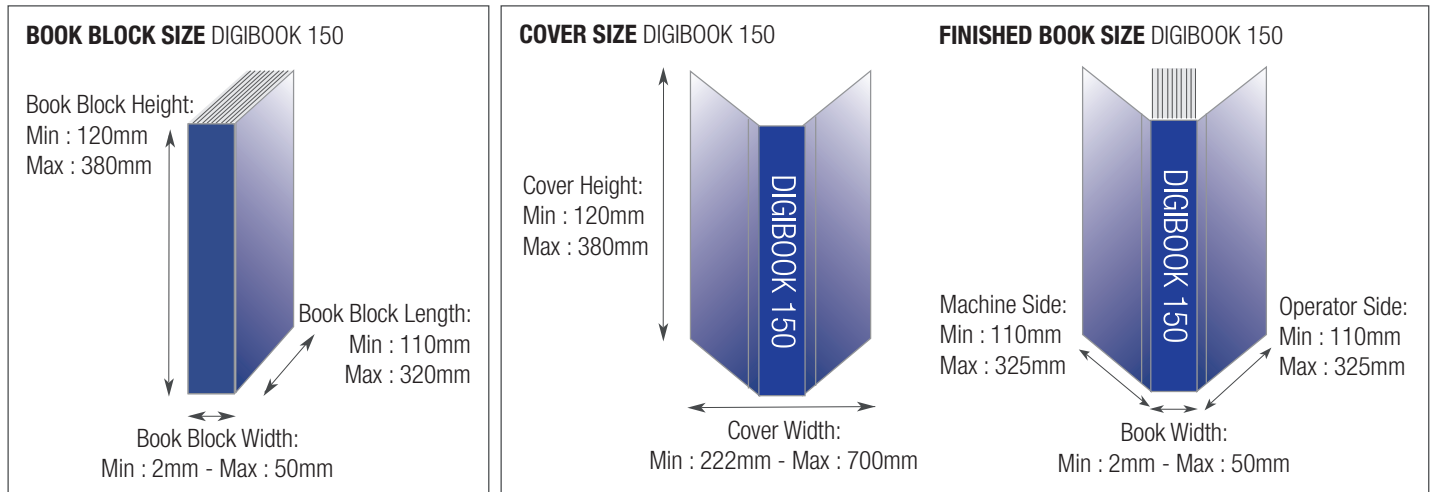 BOOK BLOCK SIZE DIGIBOOK 150
Book Block Height:
Min : 120mm
Max : 380mm
Book Block Length:
Min : 110mm
Max : 320mm
Book Block Width:
Min : 2mm - Max : 50mm
COVER SIZE DIGIBOOK 150
Cover Height:
Min : 120mm
Max : 380mm
DIGIBOOK 150
Cover Width:
Min : 222mm - Max : 700mm
FINISHED BOOK SIZE DIGIBOOK 150
DIGIBOOK 150
Machine Side:
Min : 110mm
Max : 325mm
Operator Side:
Min : 110mm
Max : 325mm
Book Width:
Min : 2mm - Max : 50mm